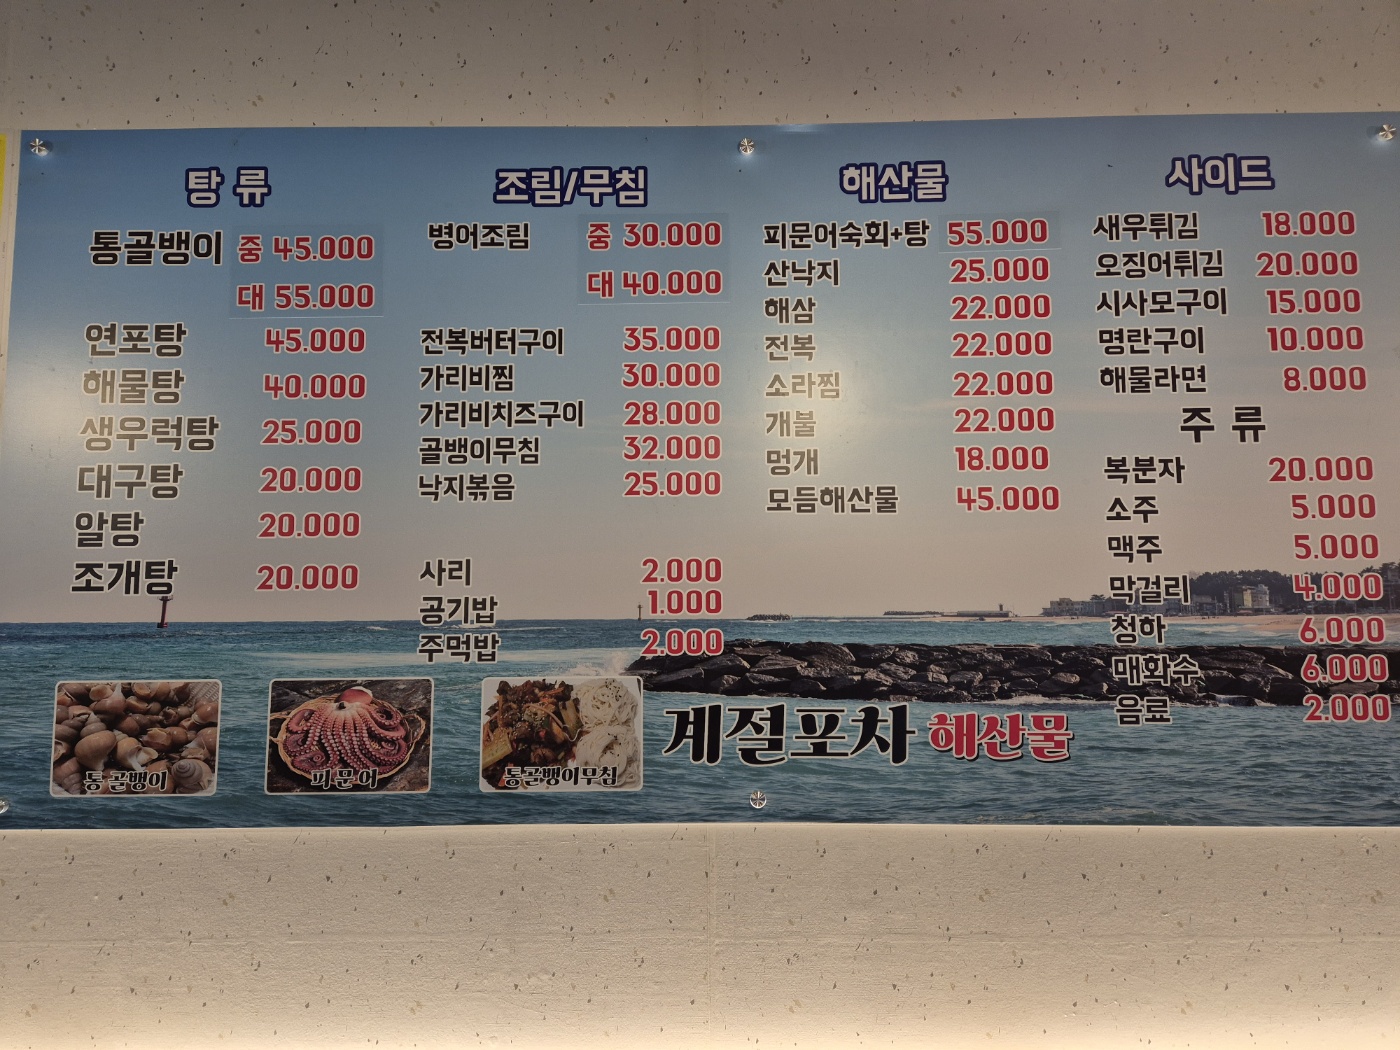 탕 류
통골뱅이 중 45.000
대 55.000
연포탕 45.000
해물탕 40.000
생우럭탕 25.000
대구탕 20.000
알탕 20.000
조개탕 20.000
조림/무침
병어조림 중 30.000
대 40.000
전복버터구이 35.000
가리비찜 30.000
가리비치즈구이 28.000
골뱅이무침 32.000
낙지볶음 25.000
사리 2.000
공기밥 1.000
주먹밥 2.000
해산물
피문어숙회+탕 55.000
산낙지 25.000
해삼 22.000
전복 22.000
소라찜 22.000
개불 22.000
멍개 18.000
모듬해산물 45.000
사이드
새우튀김 18.000
오징어튀김 20.000
시사모구이 15.000
명란구이 10.000
해물라면 8.000
주 류
복분자 20.000
소주 5.000
맥주 5.000
막걸리 4.000
청하 6.000
매화수 6.000
음료 2.000
통골뱅이
피문어
통골뱅이무침
계절포차 해산물